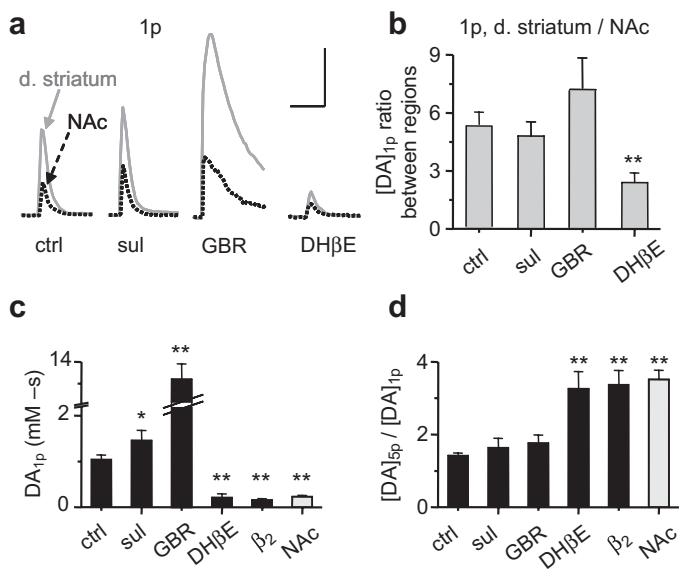 a
1p
d. striatum
NAc
ctrl
sul
GBR
DHβE
b
1p, d. striatum / NAc
[DA]1p ratio
between regions
9
6
3
0
**
ctrl
sul
GBR
DHβE
c
DA1p (mM –s)
14
2
0
*
**
**
**
**
ctrl
sul
GBR
DHβE
β2
NAc
d
[DA]5p / [DA]1p
4
2
0
**
**
**
ctrl
sul
GBR
DHβE
β2
NAc